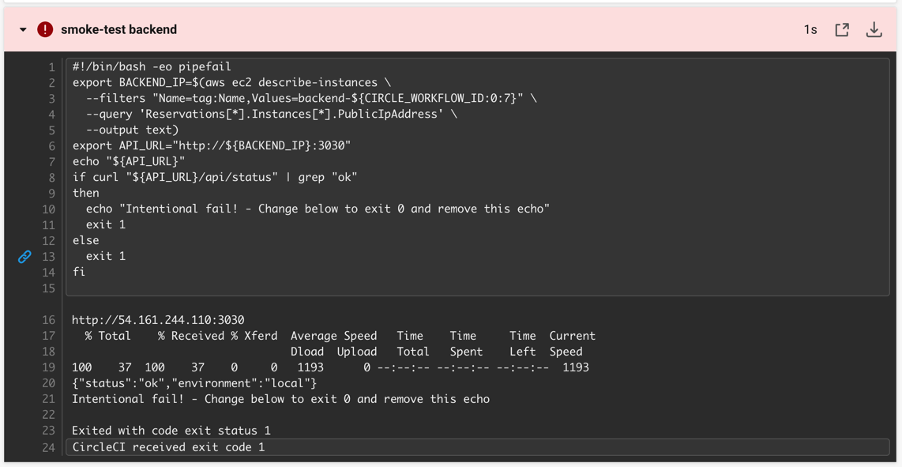 smoke-test backend 1s
1 #!/bin/bash -eo pipefail
2 export BACKEND_IP=$(aws ec2 describe-instances \
3   --filters "Name=tag:Name,Values=backend-${CIRCLE_WORKFLOW_ID:0:7}" \
4   --query 'Reservations[*].Instances[*].PublicIpAddress' \
5   --output text)
6 export API_URL="http://${BACKEND_IP}:3030"
7 echo "${API_URL}"
8 if curl "${API_URL}/api/status" | grep "ok"
9 then
10   echo "Intentional fail! - Change below to exit 0 and remove this echo"
11   exit 1
12 else
13   exit 1
14 fi
15
16 http://54.161.244.110:3030
17   % Total    % Received % Xferd  Average Speed   Time    Time     Time  Current
18                                  Dload  Upload   Total   Spent    Left  Speed
19 100    37  100    37    0     0   1193      0 --:--:-- --:--:-- --:--:--  1193
20 {"status":"ok","environment":"local"}
21 Intentional fail! - Change below to exit 0 and remove this echo
22
23 Exited with code exit status 1
24 CircleCI received exit code 1